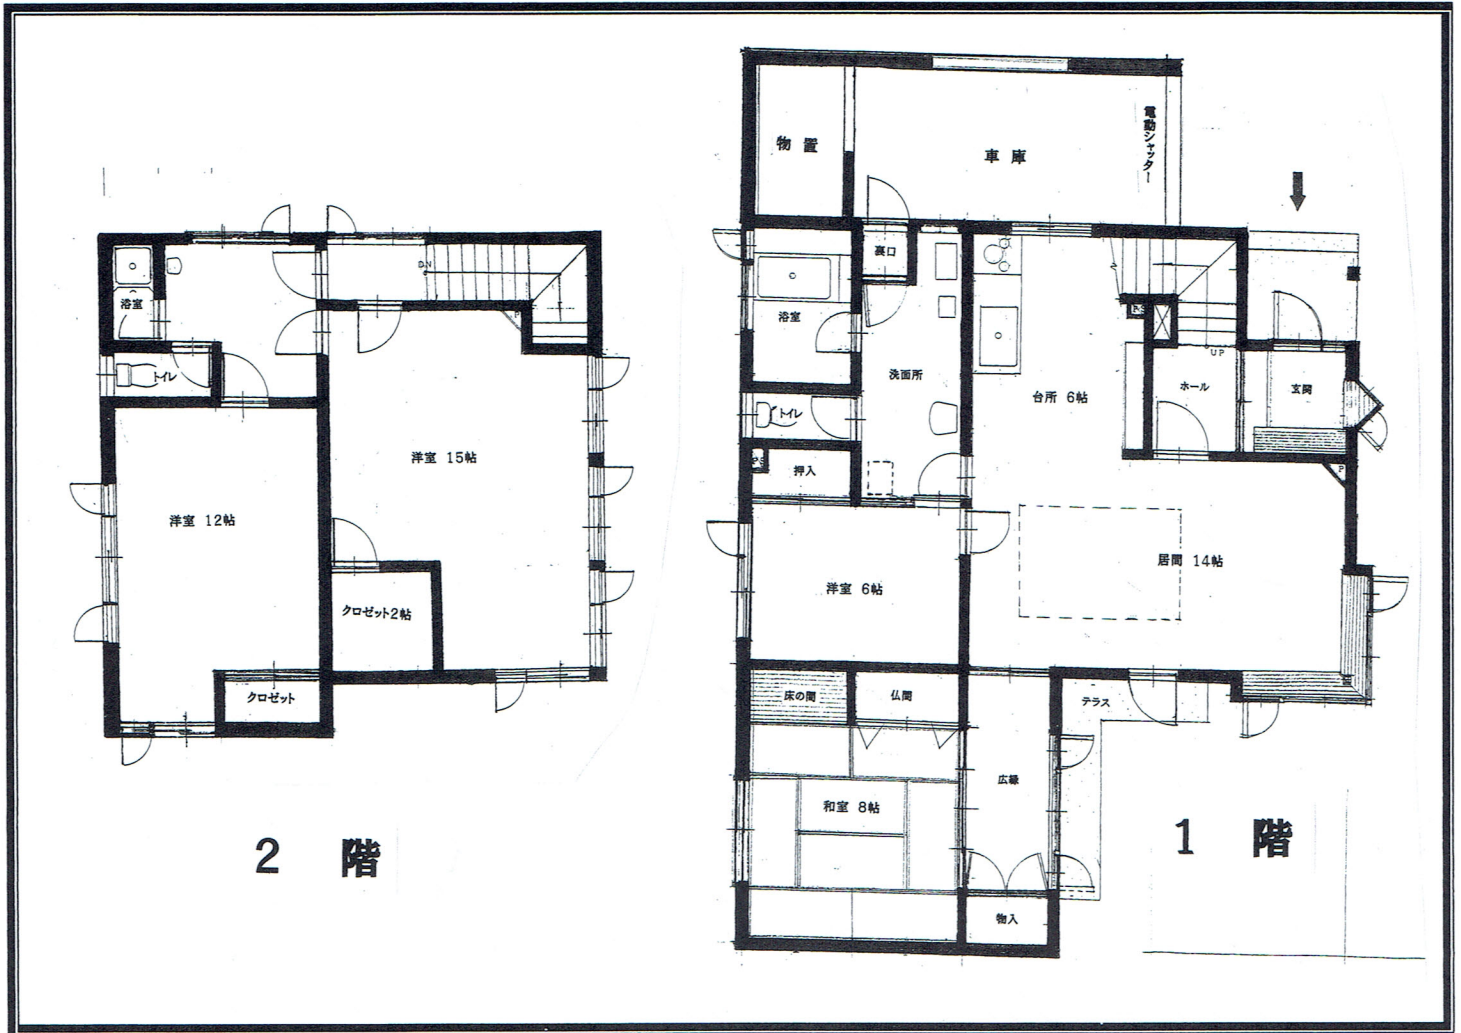 浴室
DN
トイレ
洋室 15帖
洋室 12帖
クロゼット2帖
クロゼット
2 階
物置
車庫
電動シャッター
裏口
浴室
洗面所
台所 6帖
UP
ホール
玄関
トイレ
押入
洋室 6帖
居間 14帖
床の間
仏間
テラス
広縁
和室 8帖
物入
1 階